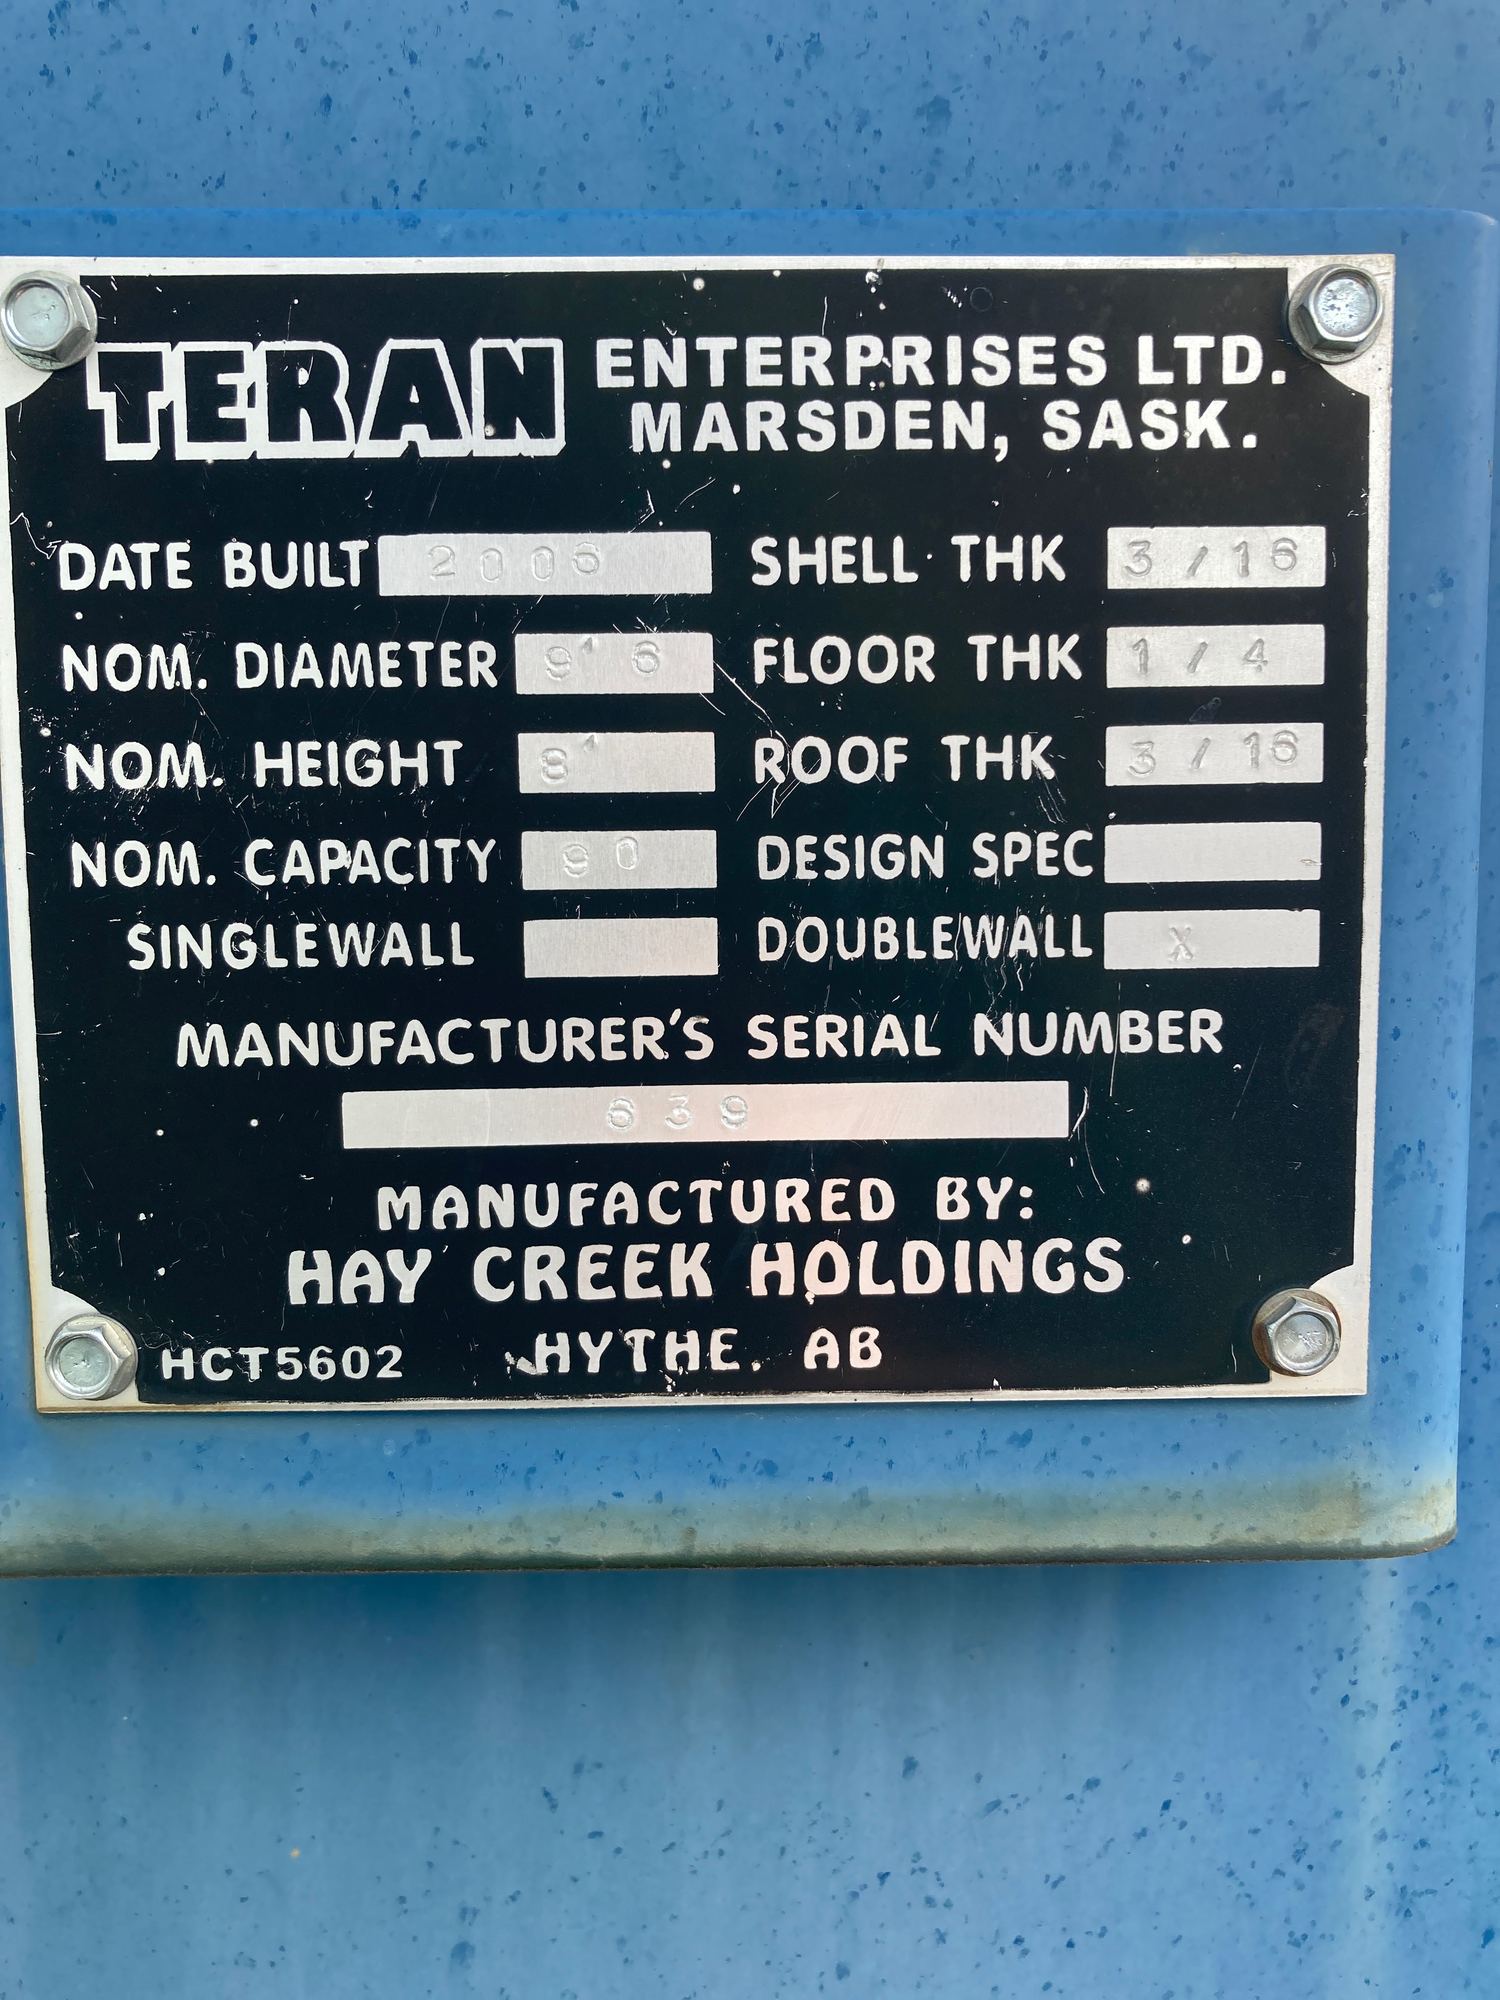 TERAN ENTERPRISES LTD.
MARSDEN, SASK.
DATE BUILT 2006 SHELL THK 3/16
NOM. DIAMETER 9' 6 FLOOR THK 1/4
NOM. HEIGHT 8' ROOF THK 3/16
NOM. CAPACITY 90 DESIGN SPEC
SINGLEWALL DOUBLEWALL X
MANUFACTURER'S SERIAL NUMBER
639
MANUFACTURED BY:
HAY CREEK HOLDINGS
HCT5602 HYTHE. AB